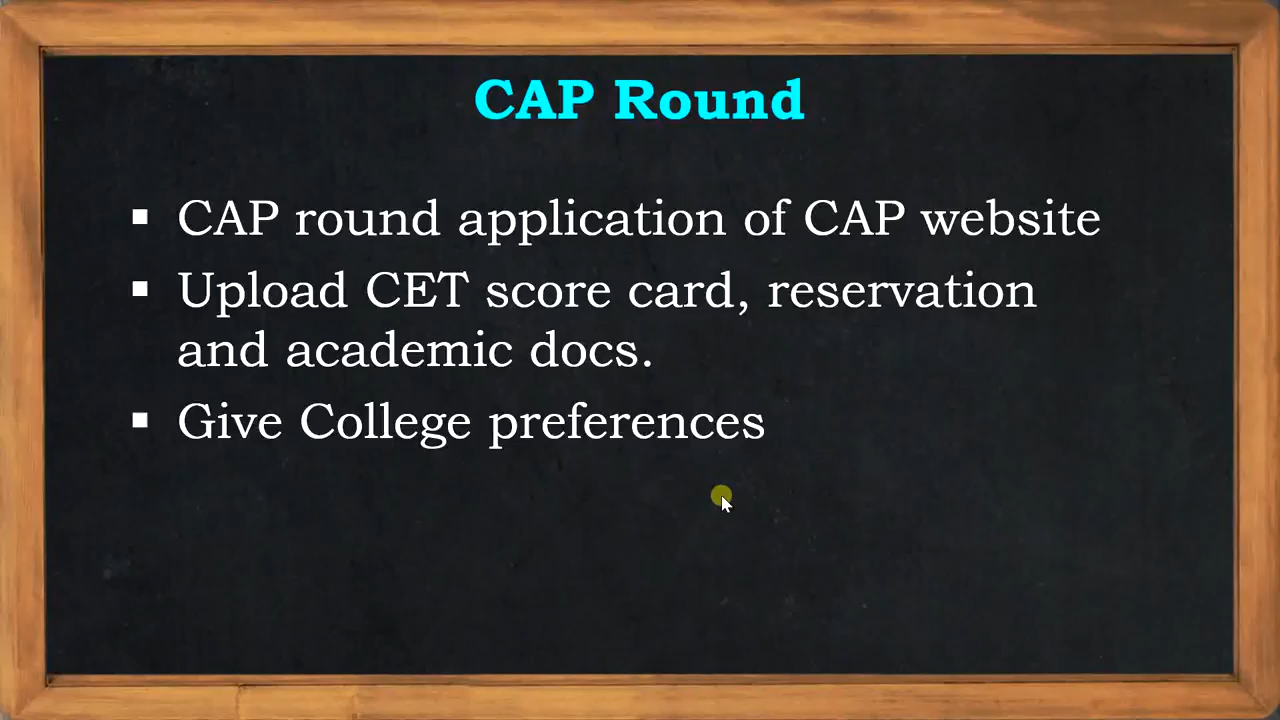 CAP Round
▪ CAP round application of CAP website
▪ Upload CET score card, reservation
and academic docs.
▪ Give College preferences